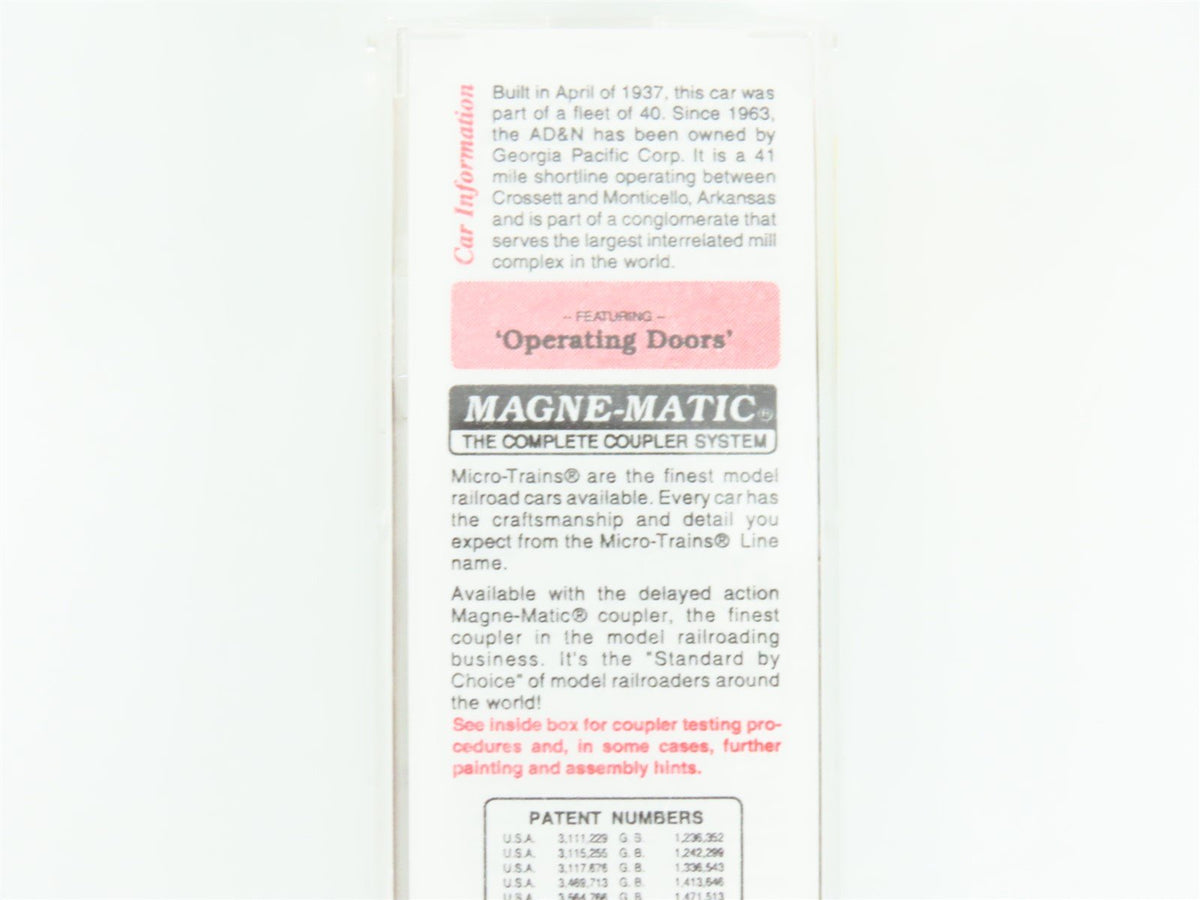 Car Information
Built in April of 1937, this car was
part of a fleet of 40. Since 1963,
the AD&N has been owned by
Georgia Pacific Corp. It is a 41
mile shortline operating between
Crossett and Monticello, Arkansas
and is part of a conglomerate that
serves the largest interrelated mill
complex in the world.
– FEATURING –
'Operating Doors'
MAGNE-MATIC®
THE COMPLETE COUPLER SYSTEM
Micro-Trains® are the finest model
railroad cars available. Every car has
the craftsmanship and detail you
expect from the Micro-Trains® Line
name.
Available with the delayed action
Magne-Matic® coupler, the finest
coupler in the model railroading
business. It's the "Standard by
Choice" of model railroaders around
the world!
See inside box for coupler testing pro-
cedures and, in some cases, further
painting and assembly hints.
PATENT NUMBERS
U.S.A. 3,111,229 G.B. 1,236,352
U.S.A. 3,115,255 G.B. 1,242,299
U.S.A. 3,117,676 G.B. 1,336,543
U.S.A. 3,469,713 G.B. 1,413,646
U.S.A. 3,564,766 G.B. 1,471,513